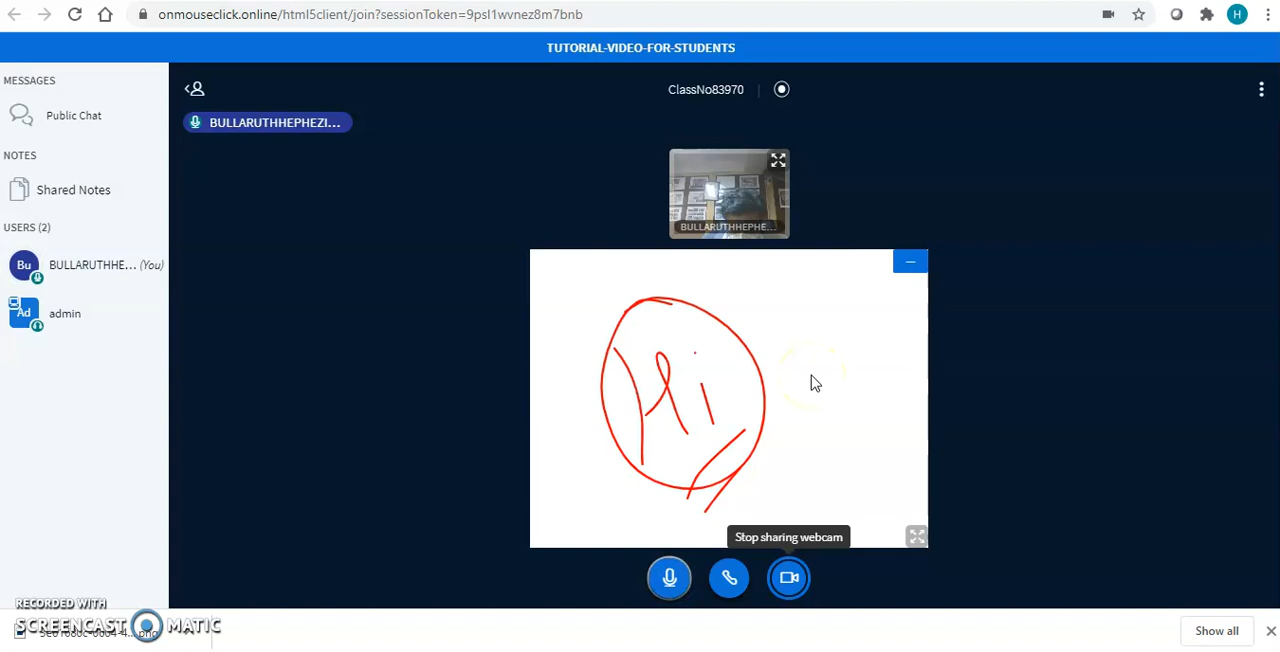 onmouseclick.online/html5client/join?sessionToken=9psl1wvnez8m7bnb
H
TUTORIAL-VIDEO-FOR-STUDENTS
MESSAGES
Public Chat
NOTES
Shared Notes
USERS (2)
Bu BULLARUTHHE... (You)
Ad admin
ClassNo83970
BULLARUTHHEPHEZI...
BULLARUTHHEPHE...
Hi
Stop sharing webcam
RECORDED WITH
SCREENCAST MATIC
Show all